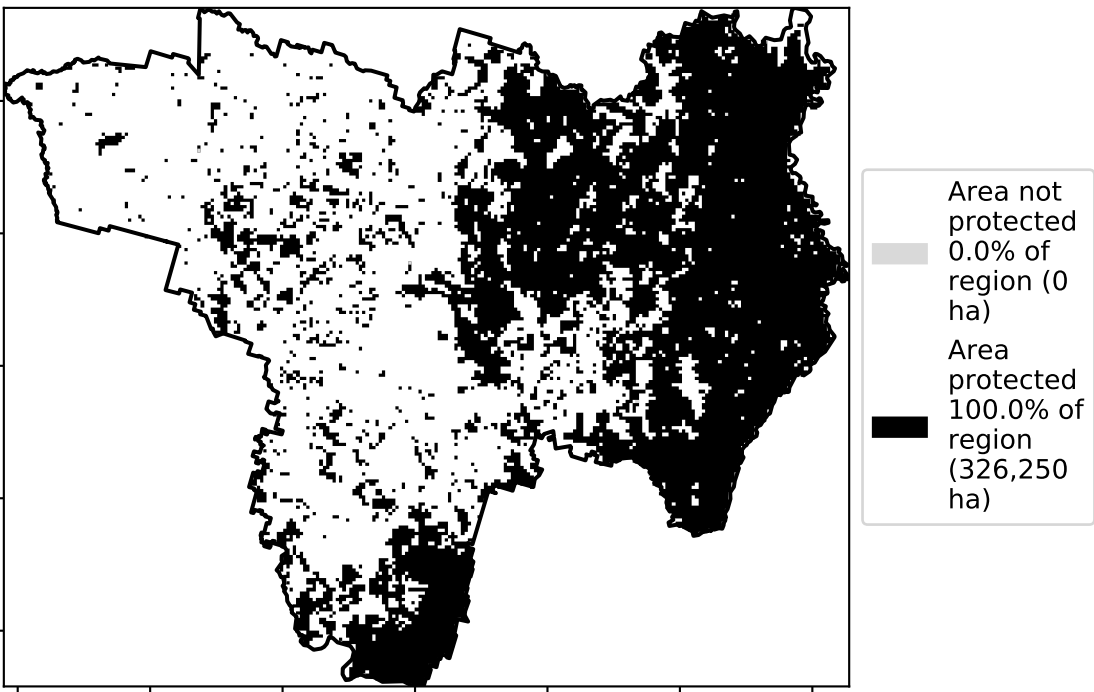 Area not
protected
0.0% of
region (0
ha)
Area
protected
100.0% of
region
(326,250
ha)